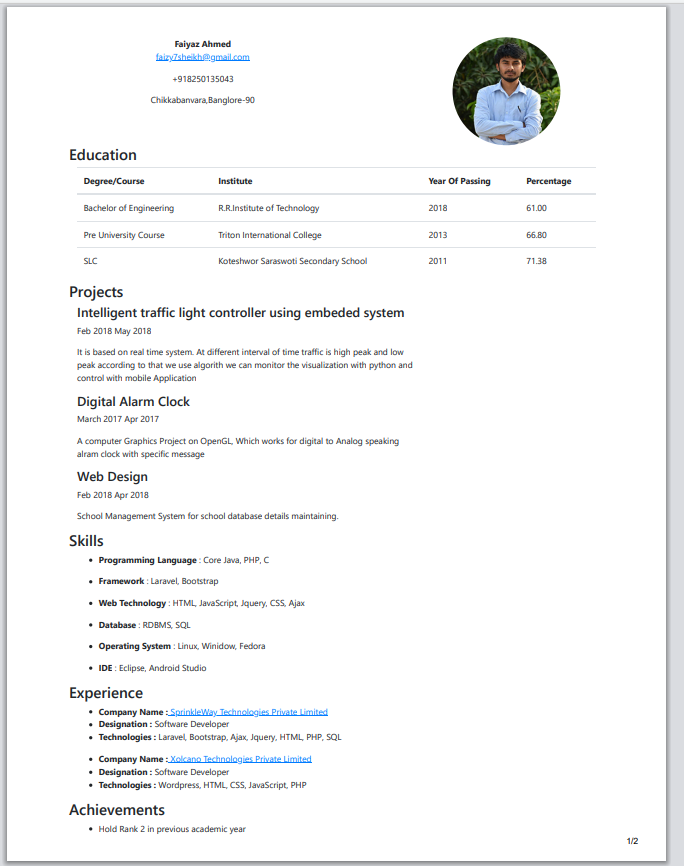 Faiyaz Ahmed
faizy7sheikh@gmail.com
+918250135043
Chikkabanvara,Banglore-90
Education
Degree/Course Institute Year Of Passing Percentage
Bachelor of Engineering R.R.Institute of Technology 2018 61.00
Pre University Course Triton International College 2013 66.80
SLC Koteshwor Saraswoti Secondary School 2011 71.38
Projects
Intelligent traffic light controller using embeded system
Feb 2018 May 2018
It is based on real time system. At different interval of time traffic is high peak and low
peak according to that we use algorith we can monitor the visualization with python and
control with mobile Application
Digital Alarm Clock
March 2017 Apr 2017
A computer Graphics Project on OpenGL, Which works for digital to Analog speaking
alram clock with specific message
Web Design
Feb 2018 Apr 2018
School Management System for school database details maintaining.
Skills
• Programming Language : Core Java, PHP, C
• Framework : Laravel, Bootstrap
• Web Technology : HTML, JavaScript, Jquery, CSS, Ajax
• Database : RDBMS, SQL
• Operating System : Linux, Winidow, Fedora
• IDE : Eclipse, Android Studio
Experience
• Company Name : SprinkleWay Technologies Private Limited
• Designation : Software Developer
• Technologies : Laravel, Bootstrap, Ajax, Jquery, HTML, PHP, SQL
• Company Name : Xolcano Technologies Private Limited
• Designation : Software Developer
• Technologies : Wordpress, HTML, CSS, JavaScript, PHP
Achievements
• Hold Rank 2 in previous academic year
1/2